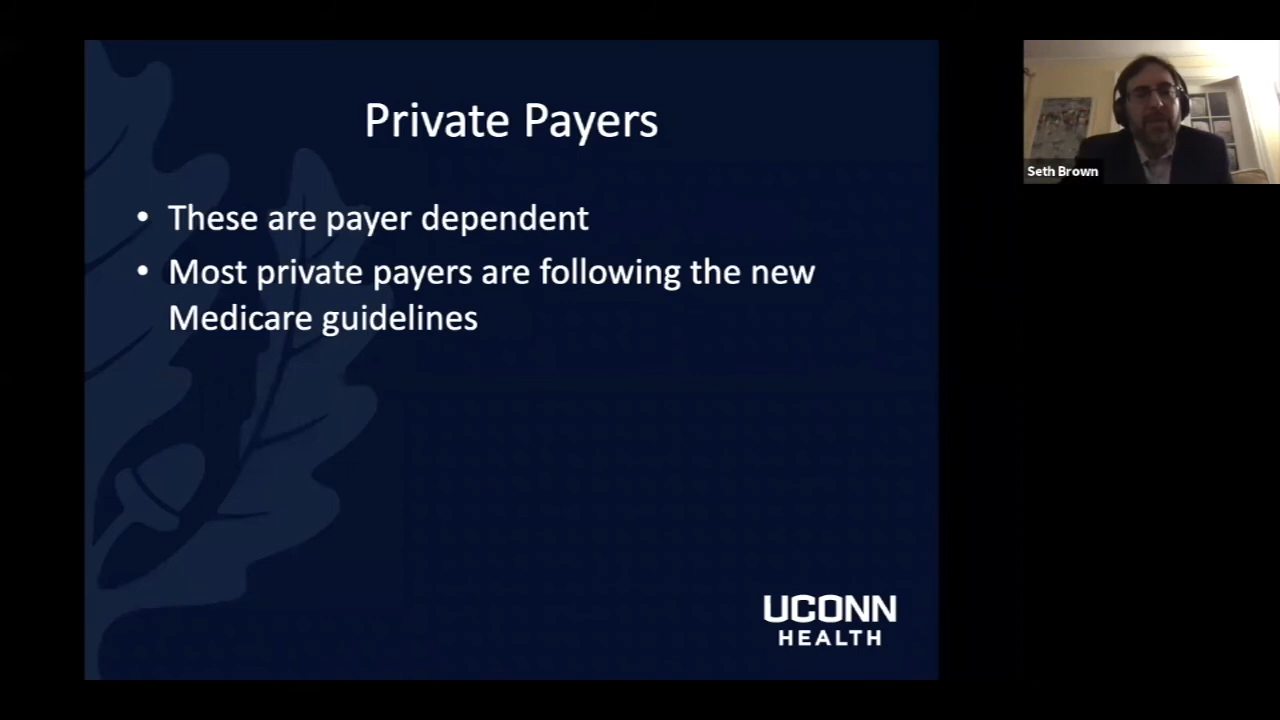 Private Payers
• These are payer dependent
• Most private payers are following the new
Medicare guidelines
UCONN
HEALTH
Seth Brown